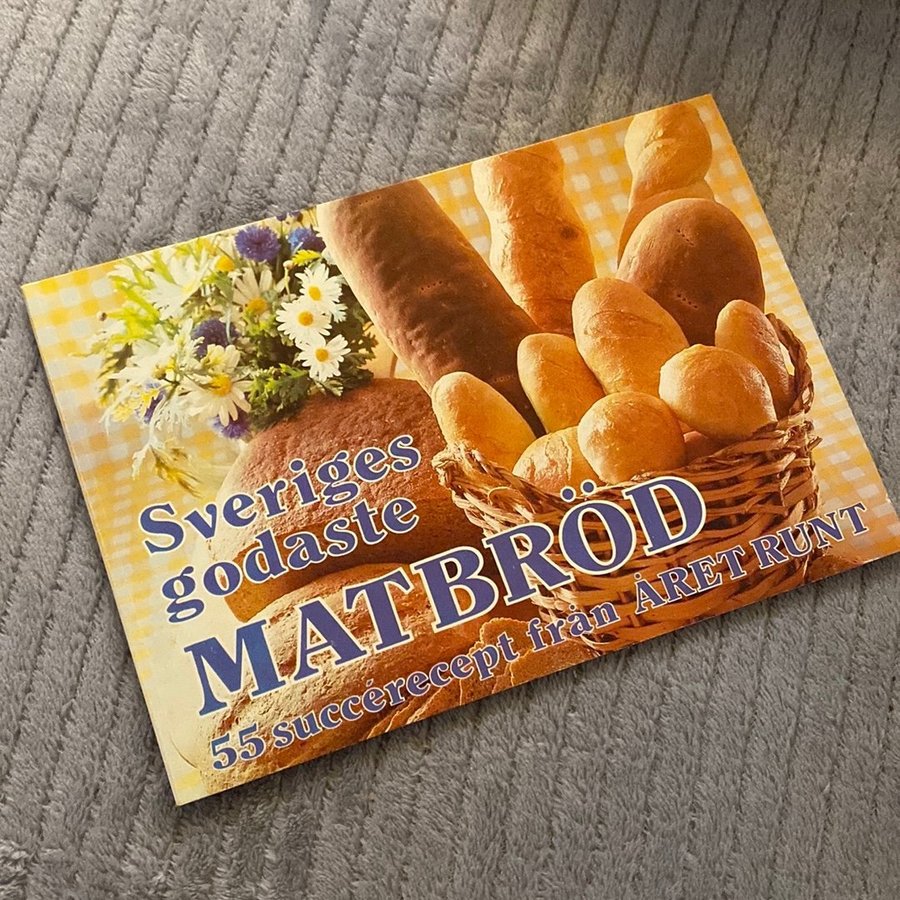 Sveriges
godaste
MATBRÖD
55 succérecept från ÅRET RUNT